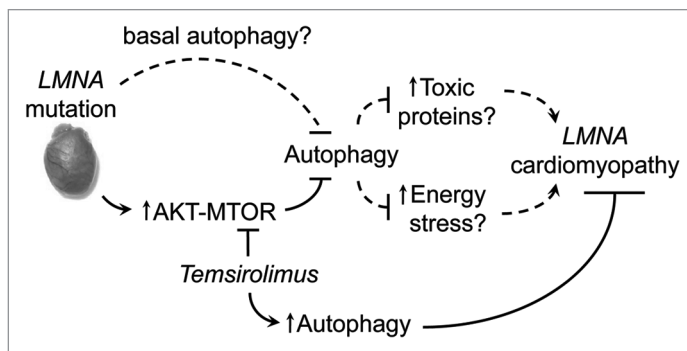 basal autophagy?
LMNA
mutation
↑Toxic
proteins?
LMNA
cardiomyopathy
Autophagy
↑Energy
stress?
↑AKT-MTOR
Temsirolimus
↑Autophagy